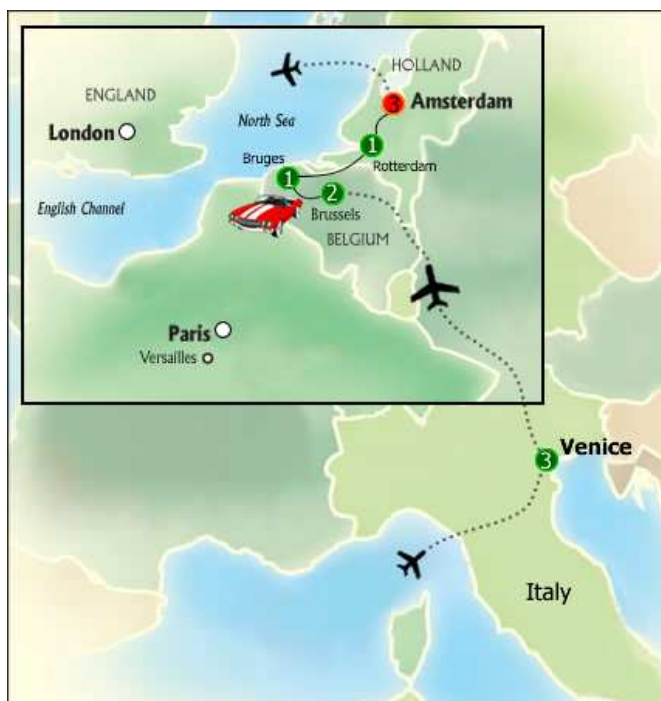 HOLLAND
ENGLAND
3
Amsterdam
North Sea
London
1
Bruges
Rotterdam
1
2
English Channel
Brussels
BELGIUM
Paris
Versailles
Venice
3
Italy